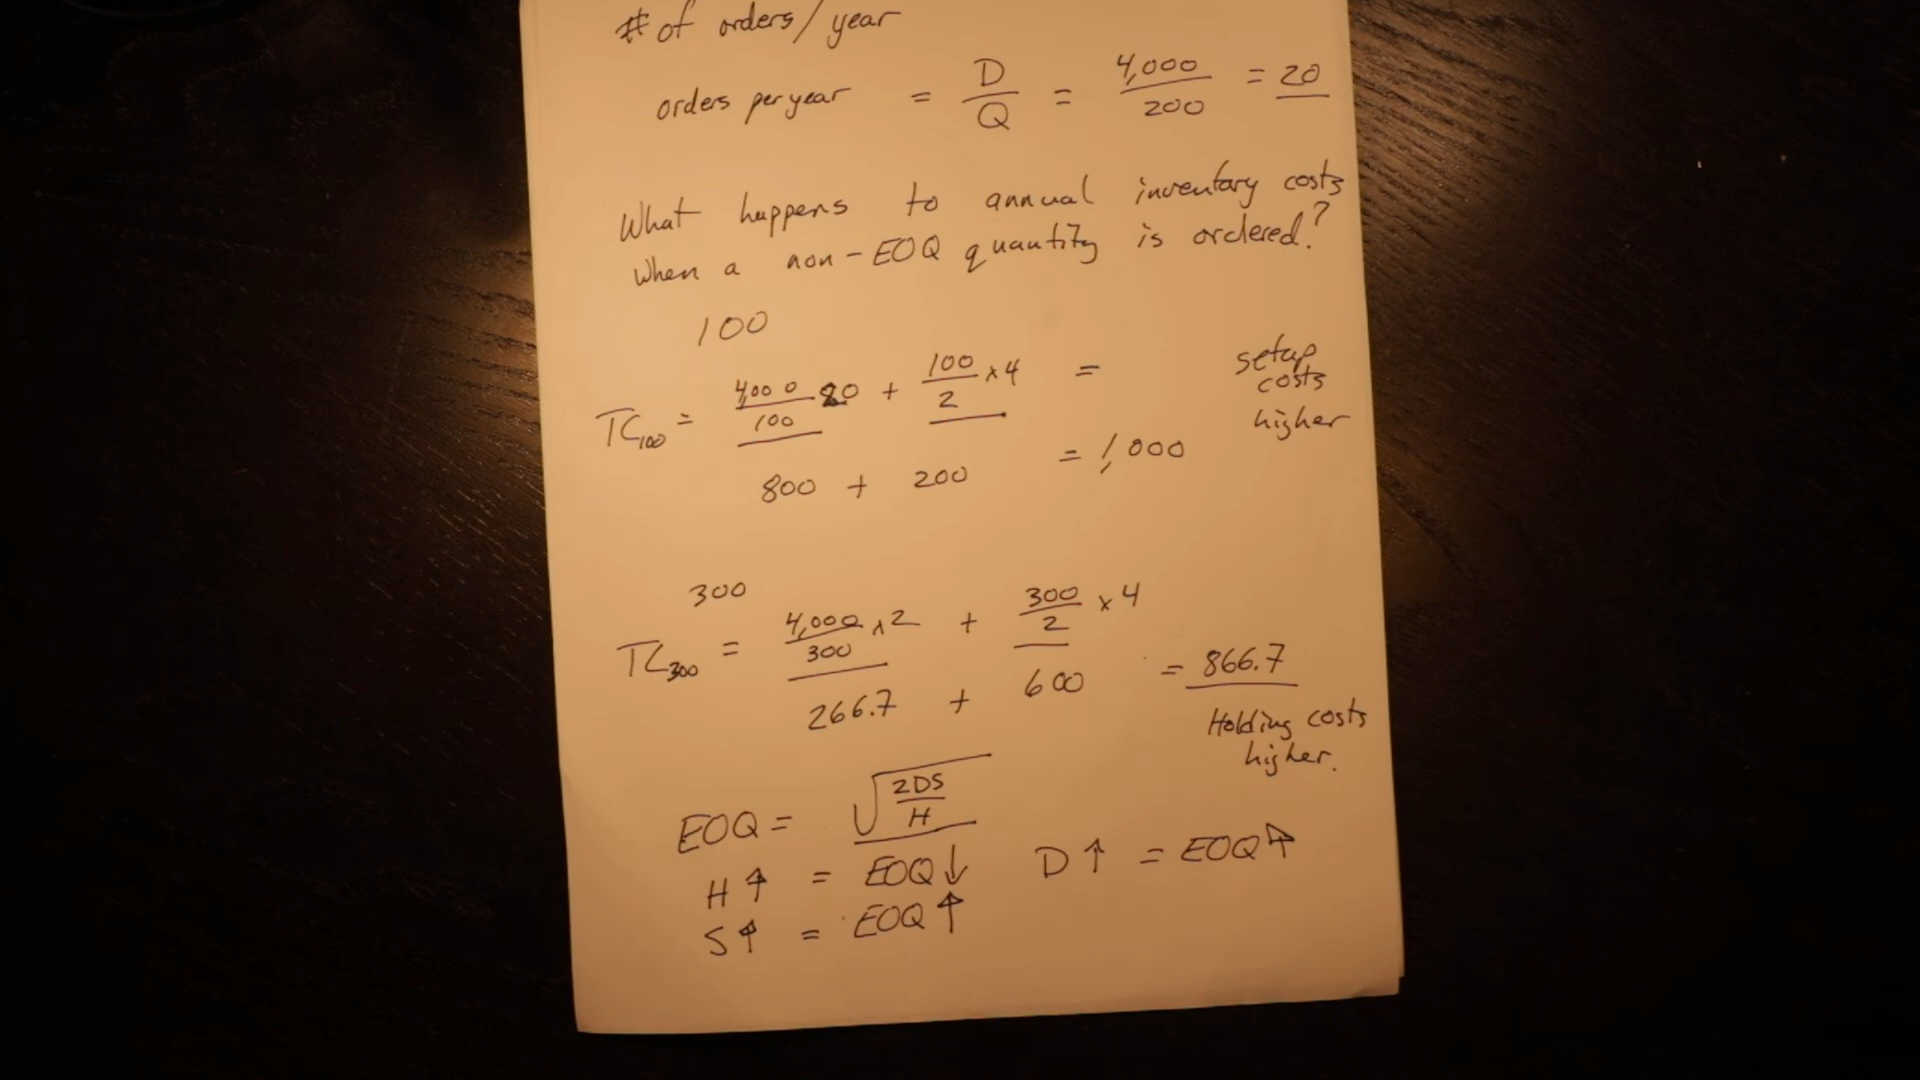 # of orders/year
orders per year = D/Q = 4,000/200 = 20
What happens to annual inventory costs
when a non-EOQ quantity is ordered?
100
TC100 = 4,000/100 20 + 100/2 x 4 =
setup
costs
higher
800 + 200 = 1,000
300
TC300 = 4,000/300 x 2 + 300/2 x 4
266.7 + 600 = 866.7
Holding costs
higher.
EOQ = √2DS/H
H ↑ = EOQ ↓ D ↑ = EOQ ↑
S ↑ = EOQ ↑